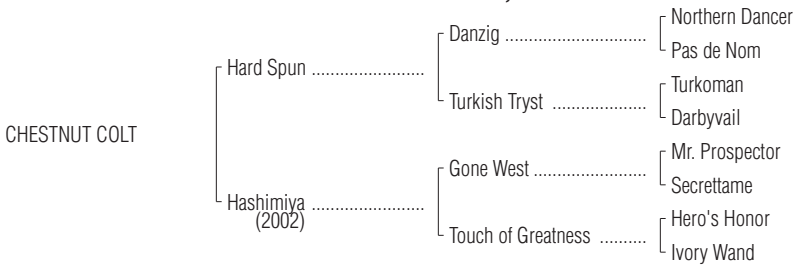 Northern Dancer
Danzig ................................
Pas de Nom
Hard Spun .........................
Turkoman
Turkish Tryst .....................
Darbyvail
CHESTNUT COLT
Mr. Prospector
Gone West .........................
Secrettame
Hashimiya .........................
(2002)
Hero's Honor
Touch of Greatness ..........
Ivory Wand